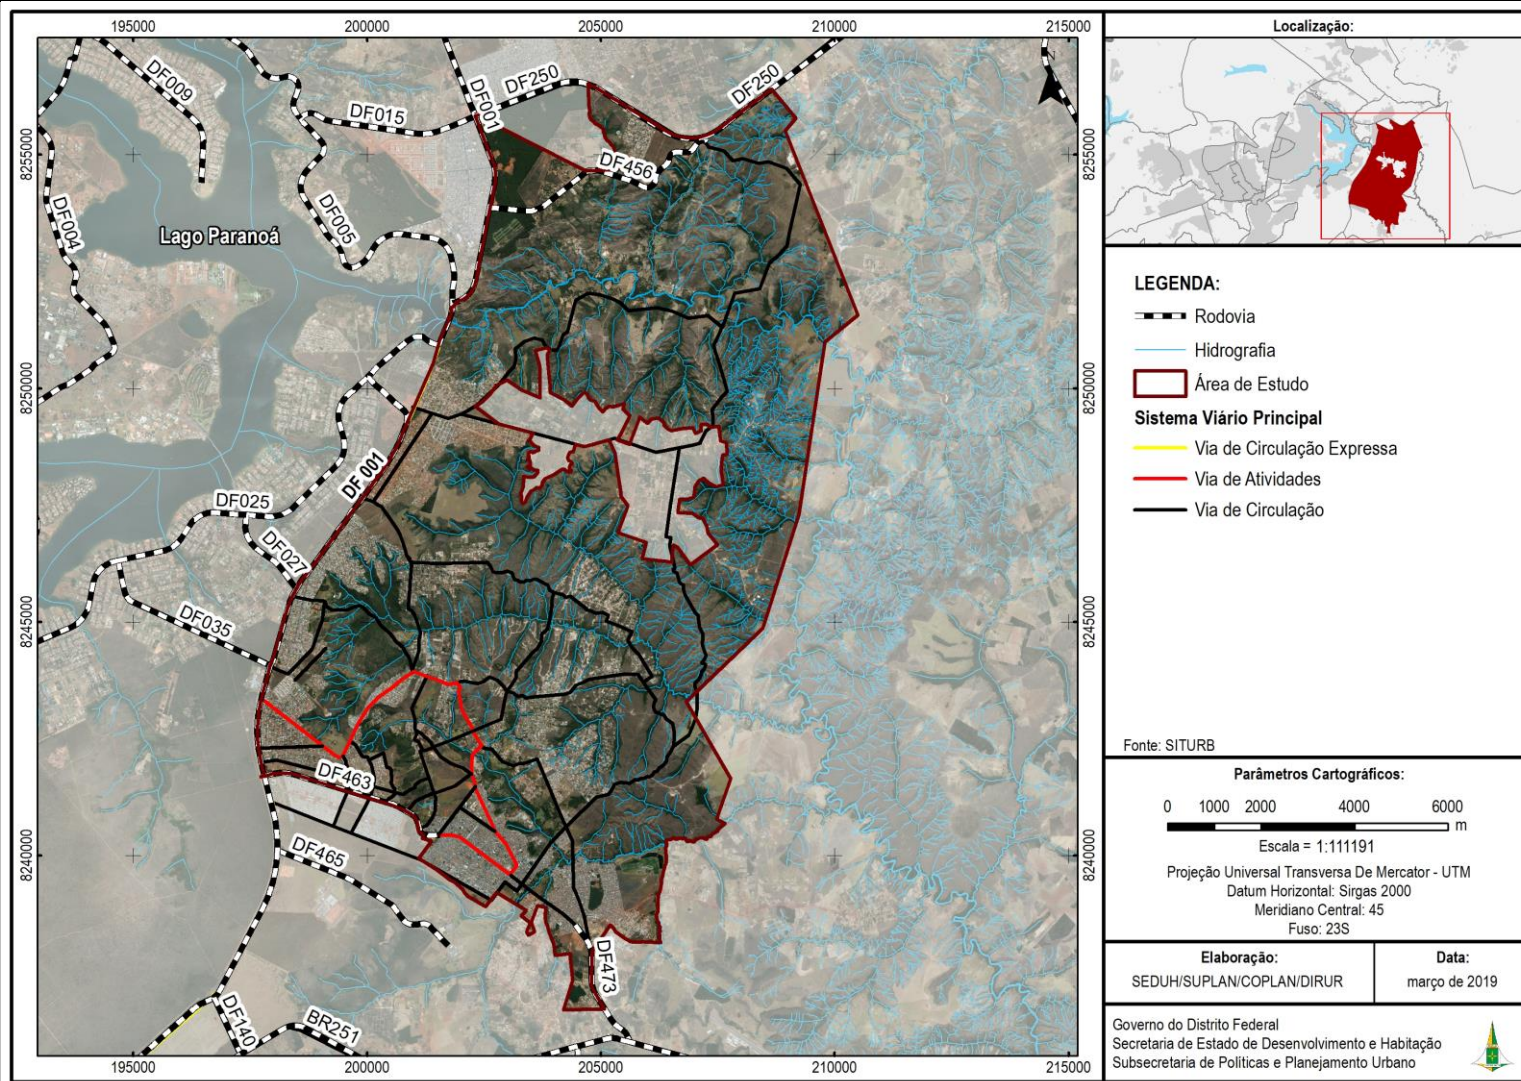 195000
200000
205000
210000
215000
8255000
8250000
8245000
8240000
DF009
DF015
DF001
DF250
DF250
DF456
DF004
DF005
Lago Paranoá
DF 001
DF025
DF027
DF035
DF463
DF465
DF473
DF140
BR251
8255000
8250000
8245000
8240000
195000
200000
205000
210000
215000
Localização:
LEGENDA:
Rodovia
Hidrografia
Área de Estudo
Sistema Viário Principal
Via de Circulação Expressa
Via de Atividades
Via de Circulação
Fonte: SITURB
Parâmetros Cartográficos:
0 1000 2000 4000 6000
m
Escala = 1:111191
Projeção Universal Transversa De Mercator - UTM
Datum Horizontal: Sirgas 2000
Meridiano Central: 45
Fuso: 23S
Elaboração:
SEDUH/SUPLAN/COPLAN/DIRUR
Data:
março de 2019
Governo do Distrito Federal
Secretaria de Estado de Desenvolvimento e Habitação
Subsecretaria de Políticas e Planejamento Urbano